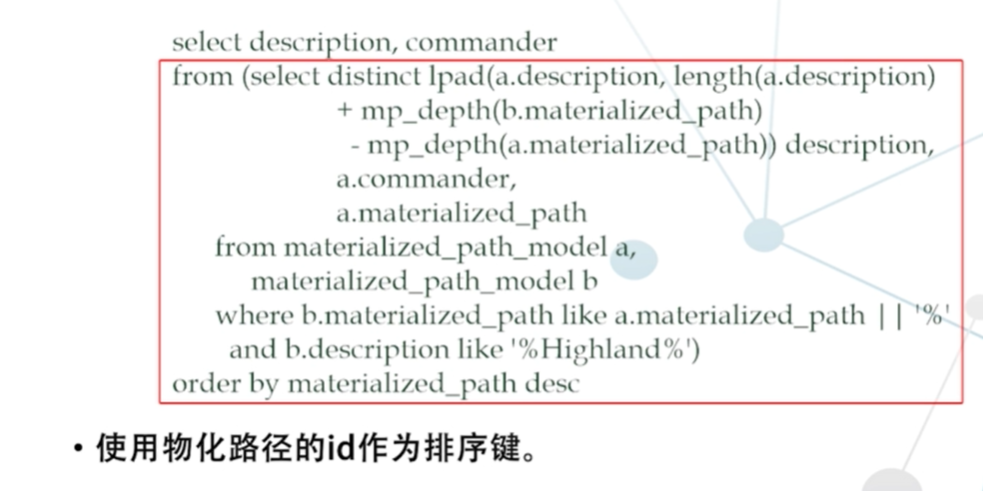 select description, commander
from (select distinct lpad(a.description, length(a.description)
+ mp_depth(b.materialized_path)
- mp_depth(a.materialized_path)) description,
a.commander,
a.materialized_path
from materialized_path_model a,
materialized_path_model b
where b.materialized_path like a.materialized_path || '%'
and b.description like '%Highland%')
order by materialized_path desc
• 使用物化路径的id作为排序键。